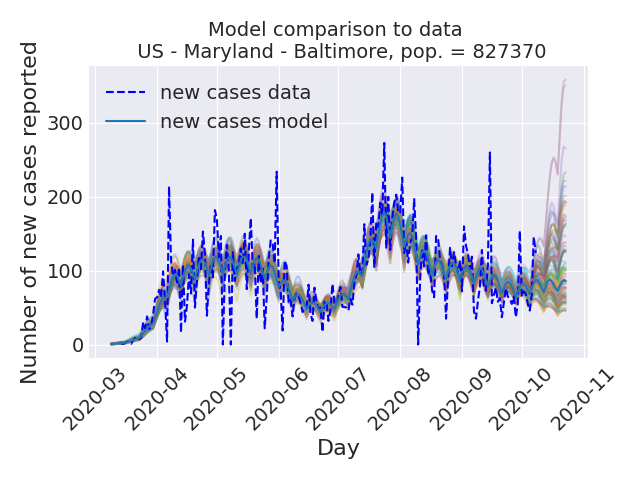 Model comparison to data
US - Maryland - Baltimore, pop. = 827370
Number of new cases reported
new cases data
new cases model
300
200
100
0
2020-03
2020-04
2020-05
2020-06
2020-07
2020-08
2020-09
2020-10
2020-11
Day